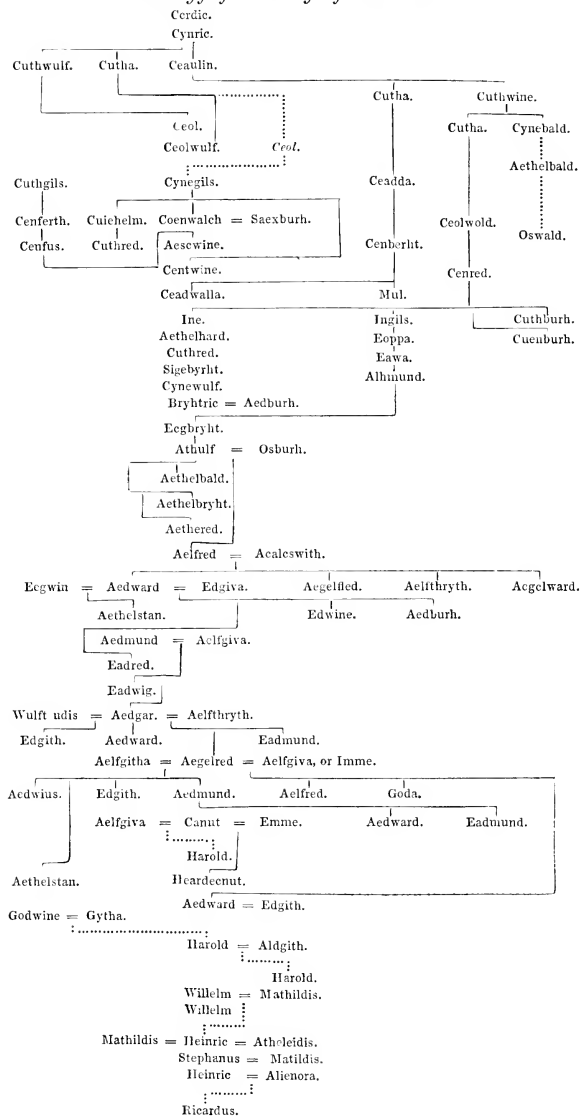 Cerdic.
Cynric.
Cuthwulf. Cutha. Ceaulin.
Cutha. Cuthwine.
Ceol. Cutha. Cynebald.
Ceolwulf. Ceol.
Aethelbald.
Cuthgils. Cynegils. Ceadda.
Cenferth. Cuichelm. Coenwalch = Saexburh. Ceolwold.
Oswald.
Cenfus. Cuthred. Aescwine. Cenberht.
Centwine. Cenred.
Ceadwalla. Mul.
Ine. Ingils. Cuthburh.
Aethelhard. Eoppa. Cuenburh.
Cuthred. Eawa.
Sigebyrht. Alhmund.
Cynewulf.
Bryhtric = Aedburh.
Ecgbryht.
Athulf = Osburh.
Aethelbald.
Aethelbryht.
Aethered.
Aelfred = Acalcswith.
Ecgwin = Aedward = Edgiva. Aegelfled. Aelfthryth. Aegelward.
Aethelstan. Edwine. Aedburh.
Aedmund = Aelfgiva.
Eadred.
Eadwig.
Wulft udis = Aedgar. = Aelfthryth.
Edgith. Aedward. Eadmund.
Aelfgitha = Aegelred = Aelfgiva, or Imme.
Aedwius. Edgith. Aedmund. Aelfred. Goda.
Aelfgiva = Canut = Emme. Aedward. Eadmund.
Harold.
Aethelstan. Heardecnut.
Aedward = Edgith.
Godwine = Gytha.
Harold = Aldgith.
Harold.
Willelm = Mathildis.
Willelm
Mathildis = Heinric = Atheleidis.
Stephanus = Matildis.
Heinric = Alienora.
Ricardus.